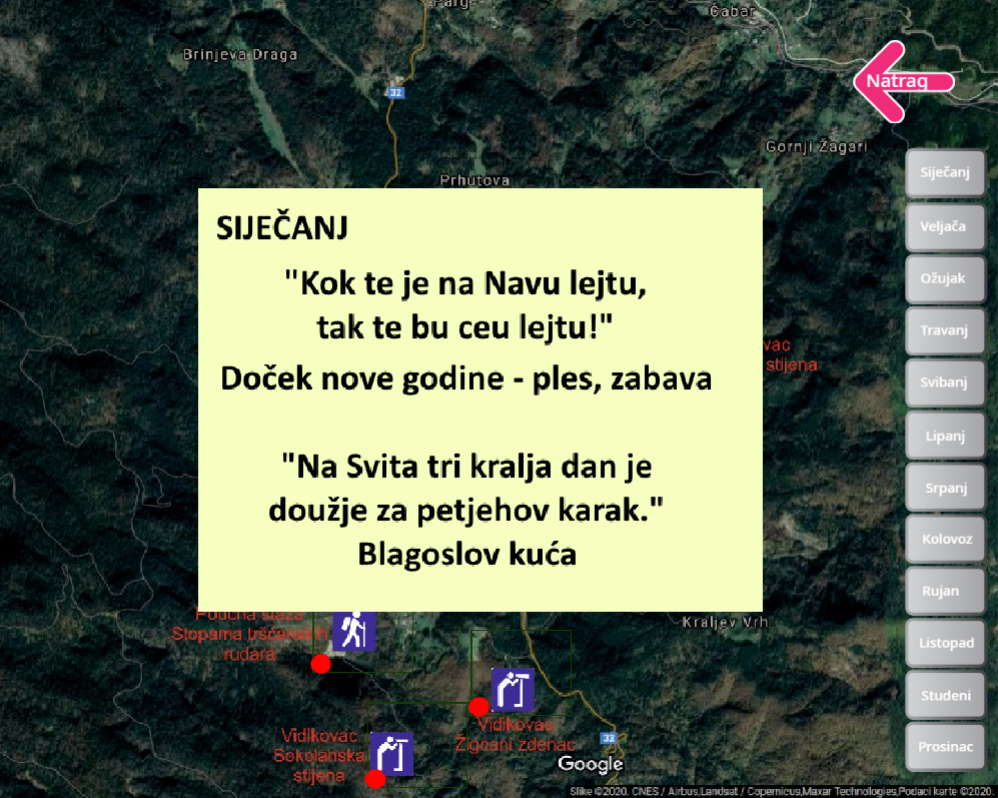 Parge
Čabar
Brinjeva Draga
Natrag
32
Gornji Žagari
Prhutova
Siječanj
Veljača
Ožujak
Travanj
Svibanj
Lipanj
Srpanj
Kolovoz
Rujan
Listopad
Studeni
Prosinac
SIJEČANJ
"Kok te je na Navu lejtu,
tak te bu ceu lejtu!"
Doček nove godine - ples, zabava
"Na Svita tri kralja dan je
doužje za petjehov karak."
Blagoslov kuća
vac
stijena
Poučna staza
Stopama tršćanskih
rudara
Kraljev Vrh
Vidikovac
Žignani zdenac
Vidikovac
Sokolanska
stijena
32
Google
Slike ©2020. CNES / Airbus,Landsat / Copernicus,Maxar Technologies,Podaci karte ©2020.